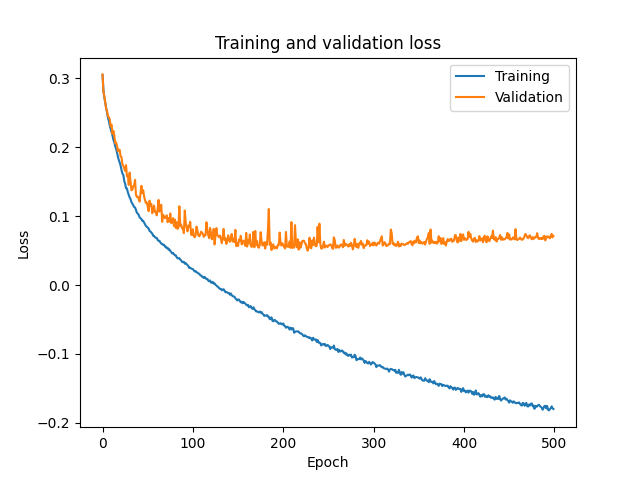 Training and validation loss
Training
Validation
Loss
0.3
0.2
0.1
0.0
−0.1
−0.2
0
100
200
300
400
500
Epoch